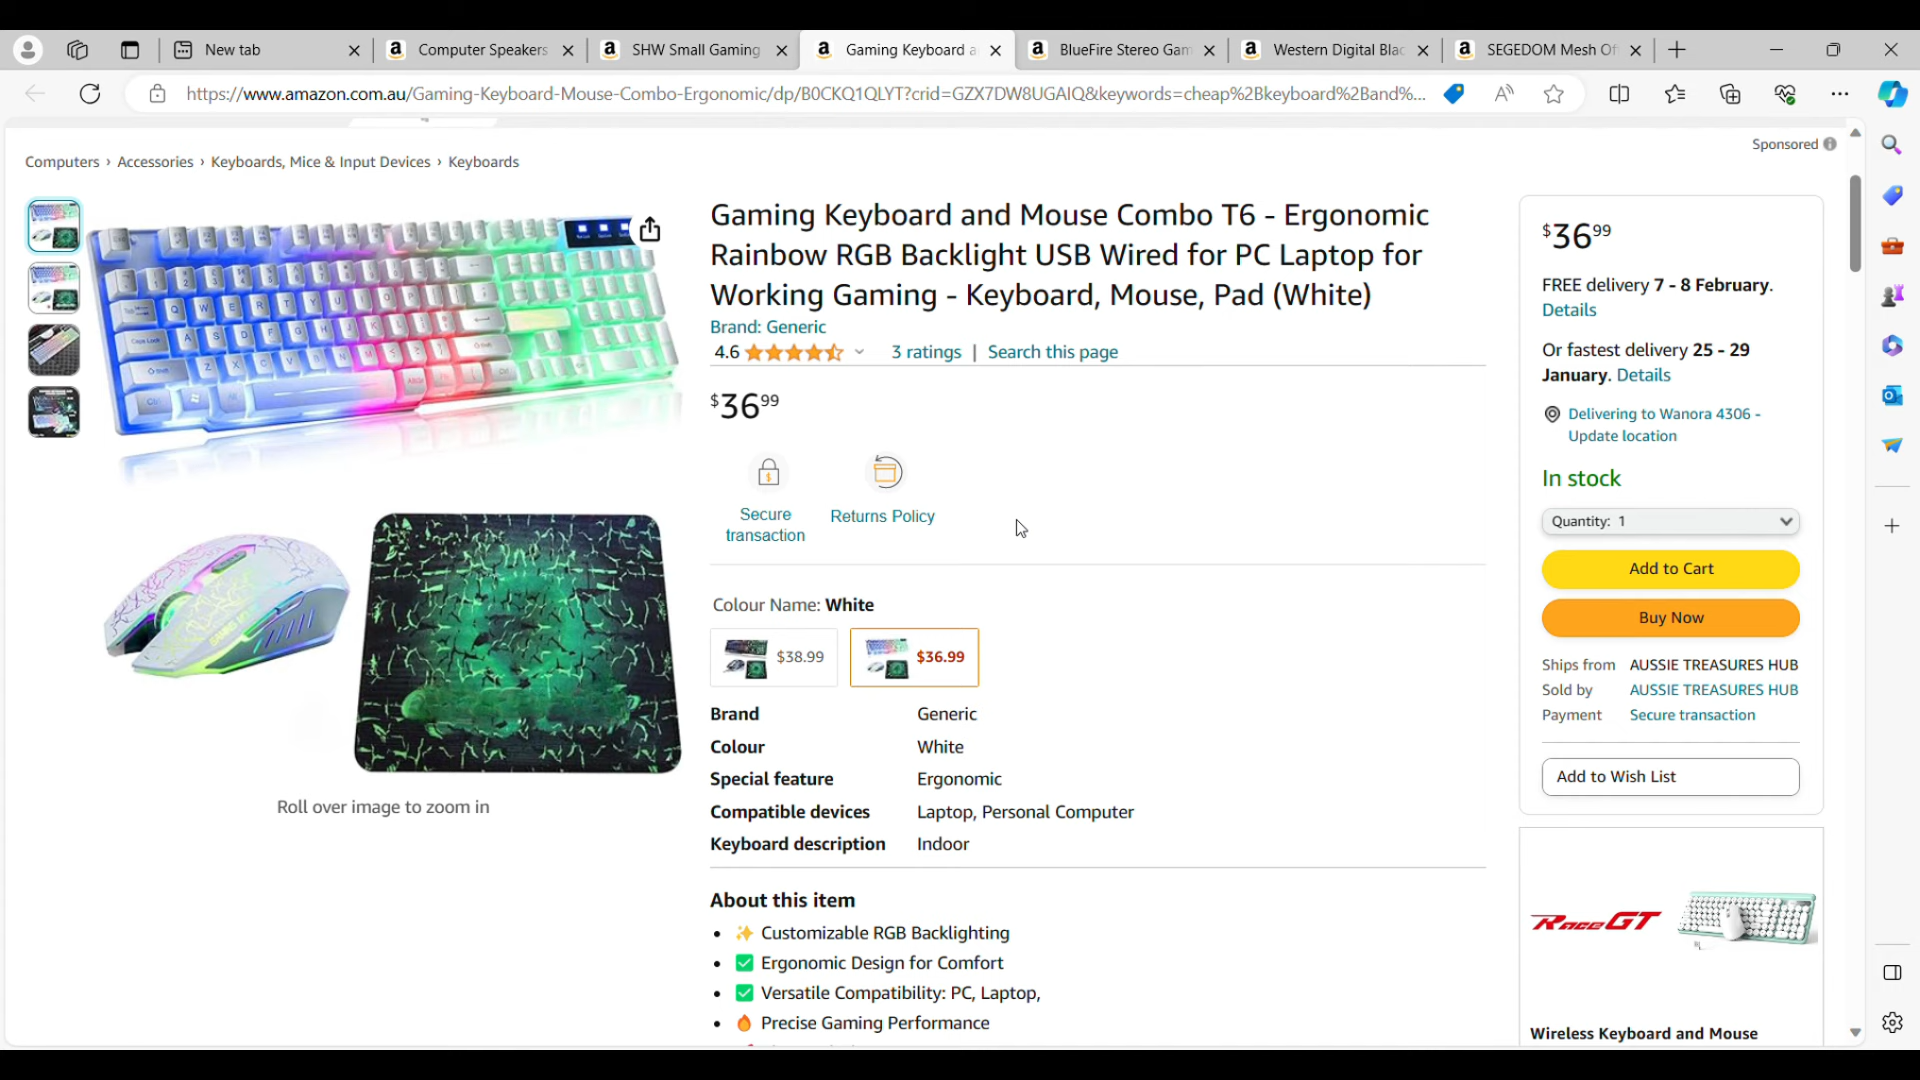 New tab
Computer Speakers
SHW Small Gaming
Gaming Keyboard a
BlueFire Stereo Gam
Western Digital Blac
SEGEDOM Mesh Of
https://www.amazon.com.au/Gaming-Keyboard-Mouse-Combo-Ergonomic/dp/B0CKQ1QLYT?crid=GZX7DW8UGAIQ&keywords=cheap%2Bkeyboard%2Band%...
Sponsored
Computers › Accessories › Keyboards, Mice & Input Devices › Keyboards
Gaming Keyboard and Mouse Combo T6 - Ergonomic
Rainbow RGB Backlight USB Wired for PC Laptop for
Working Gaming - Keyboard, Mouse, Pad (White)
Brand: Generic
4.6 3 ratings | Search this page
$36 99
Secure
transaction
Returns Policy
Colour Name: White
$38.99
$36.99
Brand Generic
Colour White
Special feature Ergonomic
Compatible devices Laptop, Personal Computer
Keyboard description Indoor
About this item
• ✨ Customizable RGB Backlighting
• ✅ Ergonomic Design for Comfort
• ✅ Versatile Compatibility: PC, Laptop,
• 🔥 Precise Gaming Performance
Roll over image to zoom in
$36 99
FREE delivery 7 - 8 February.
Details
Or fastest delivery 25 - 29
January. Details
Delivering to Wanora 4306 -
Update location
In stock
Quantity: 1
Add to Cart
Buy Now
Ships from AUSSIE TREASURES HUB
Sold by AUSSIE TREASURES HUB
Payment Secure transaction
Add to Wish List
RaceGT
Wireless Keyboard and Mouse